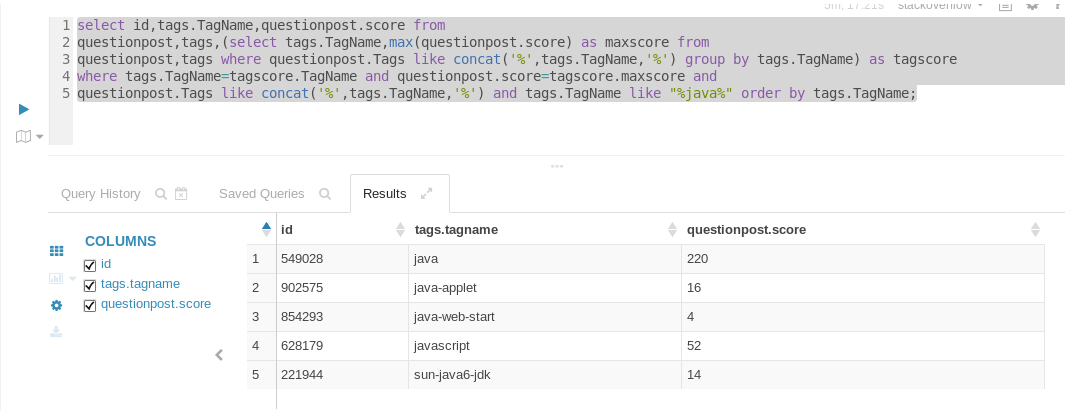 5m, 17.21s stackoverflow
1 select id,tags.TagName,questionpost.score from
2 questionpost,tags,(select tags.TagName,max(questionpost.score) as maxscore from
3 questionpost,tags where questionpost.Tags like concat('%',tags.TagName,'%') group by tags.TagName) as tagscore
4 where tags.TagName=tagscore.TagName and questionpost.score=tagscore.maxscore and
5 questionpost.Tags like concat('%',tags.TagName,'%') and tags.TagName like "%java%" order by tags.TagName;
Query History Saved Queries Results
COLUMNS
id
tags.tagname
questionpost.score
id tags.tagname questionpost.score
1 549028 java 220
2 902575 java-applet 16
3 854293 java-web-start 4
4 628179 javascript 52
5 221944 sun-java6-jdk 14